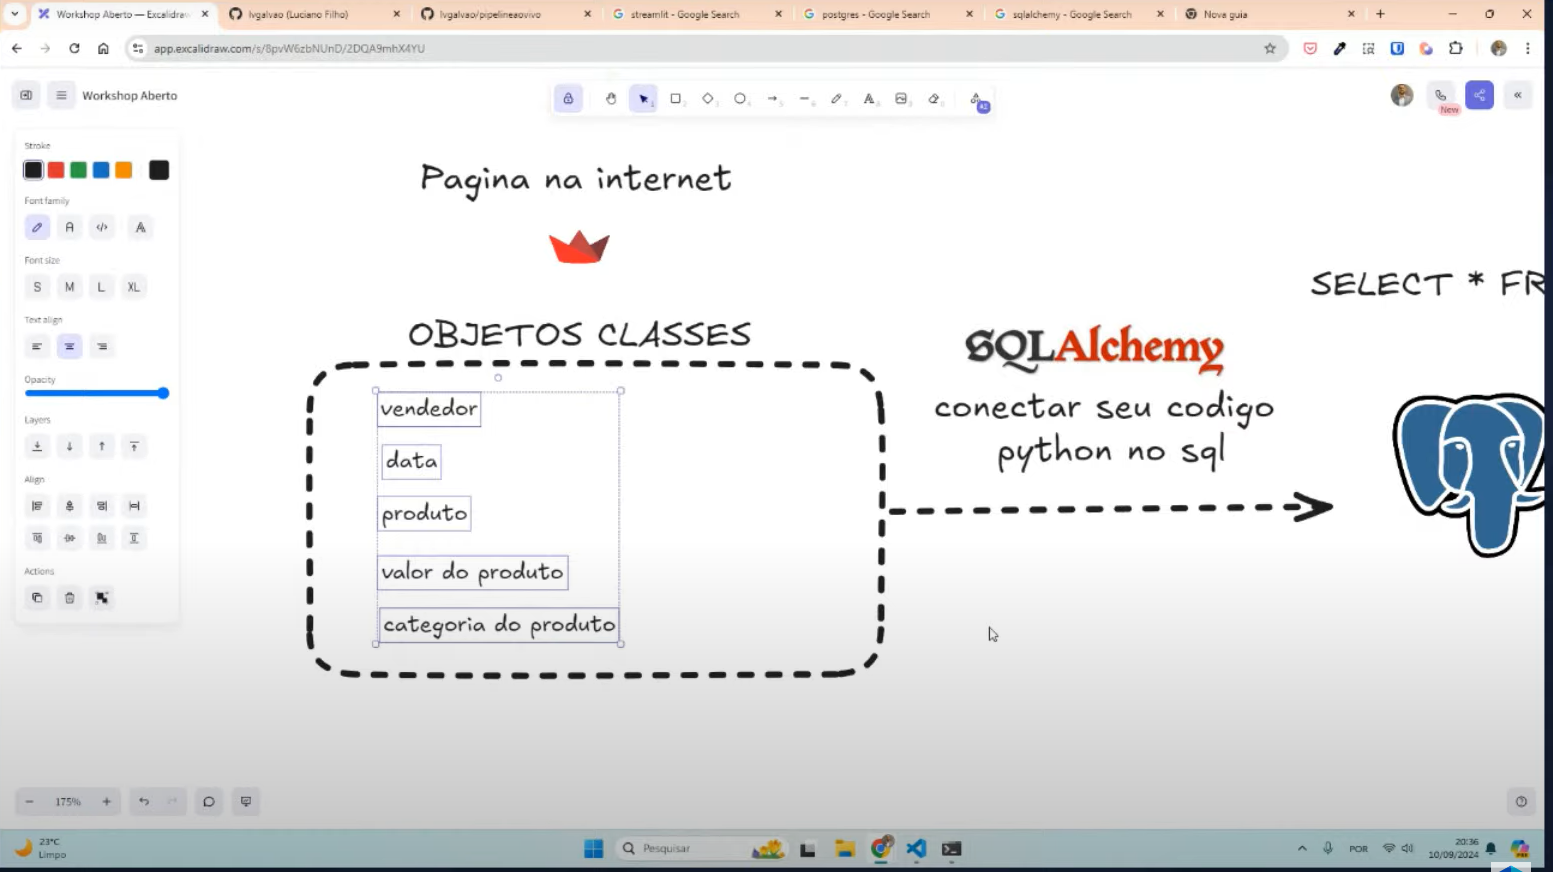 Workshop Aberto — Excalidraw
lvgalvao (Luciano Filho)
lvgalvao/pipelineaovivo
streamlit - Google Search
postgres - Google Search
sqlalchemy - Google Search
Nova guia
app.excalidraw.com/s/8pvW6zbNUnD/2DQA9mhX4YU
Workshop Aberto
New
Stroke
Font family
Font size
S M L XL
Text align
Opacity
Layers
Align
Actions
Pagina na internet
OBJETOS CLASSES
vendedor
data
produto
valor do produto
categoria do produto
SQLAlchemy
conectar seu codigo
python no sql
SELECT * FR
175%
23°C
Limpo
Pesquisar
POR
20:36
10/09/2024